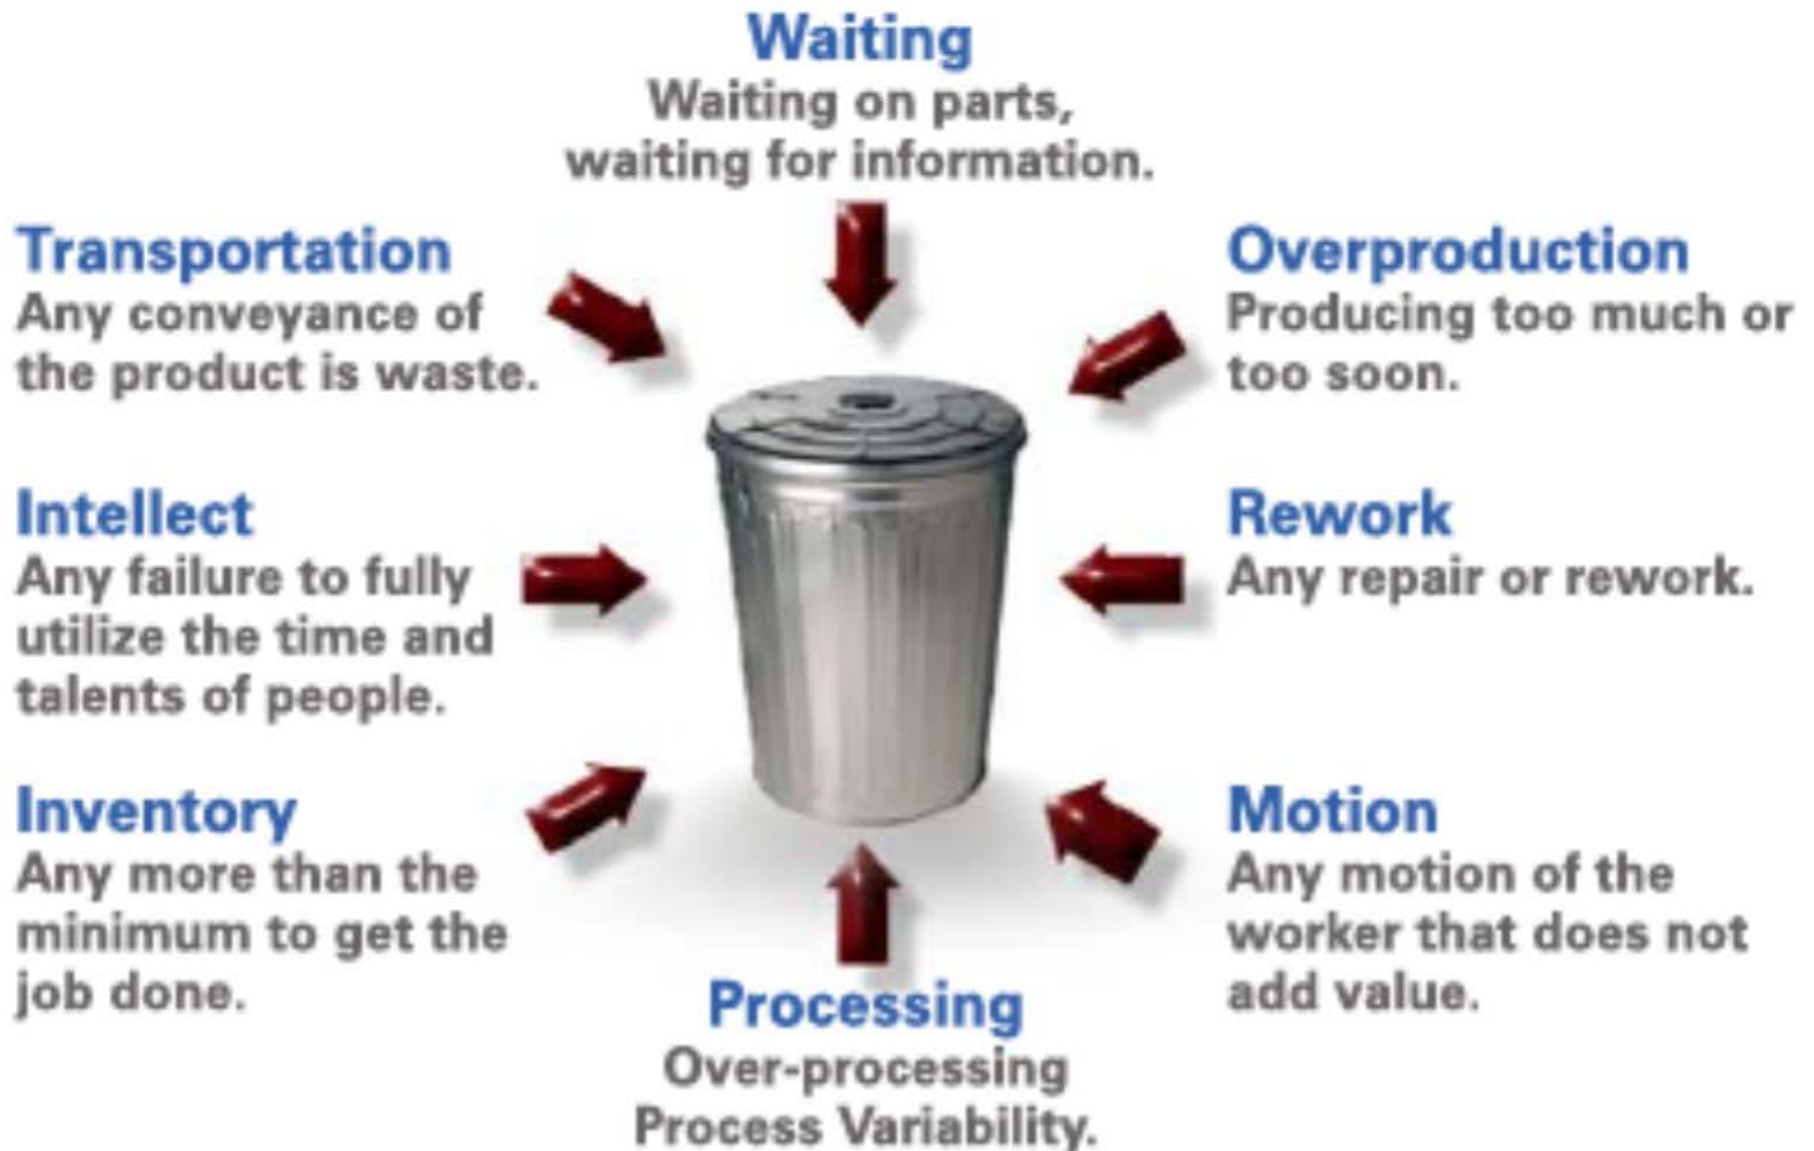 Waiting
Waiting on parts,
waiting for information.
Transportation
Any conveyance of
the product is waste.
Overproduction
Producing too much or
too soon.
Intellect
Any failure to fully
utilize the time and
talents of people.
Rework
Any repair or rework.
Inventory
Any more than the
minimum to get the
job done.
Motion
Any motion of the
worker that does not
add value.
Processing
Over-processing
Process Variability.